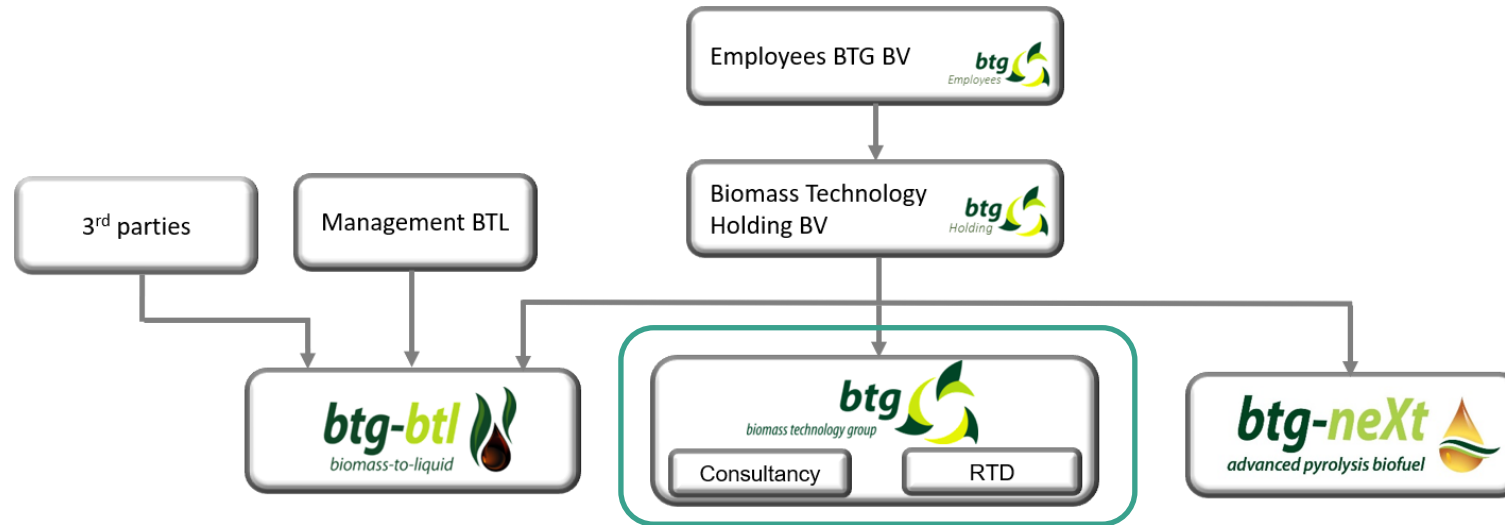 Employees BTG BV
btg
Employees
Biomass Technology
Holding BV
btg
Holding
3rd parties
Management BTL
btg-btl
biomass-to-liquid
btg
biomass technology group
Consultancy
RTD
btg-neXt
advanced pyrolysis biofuel